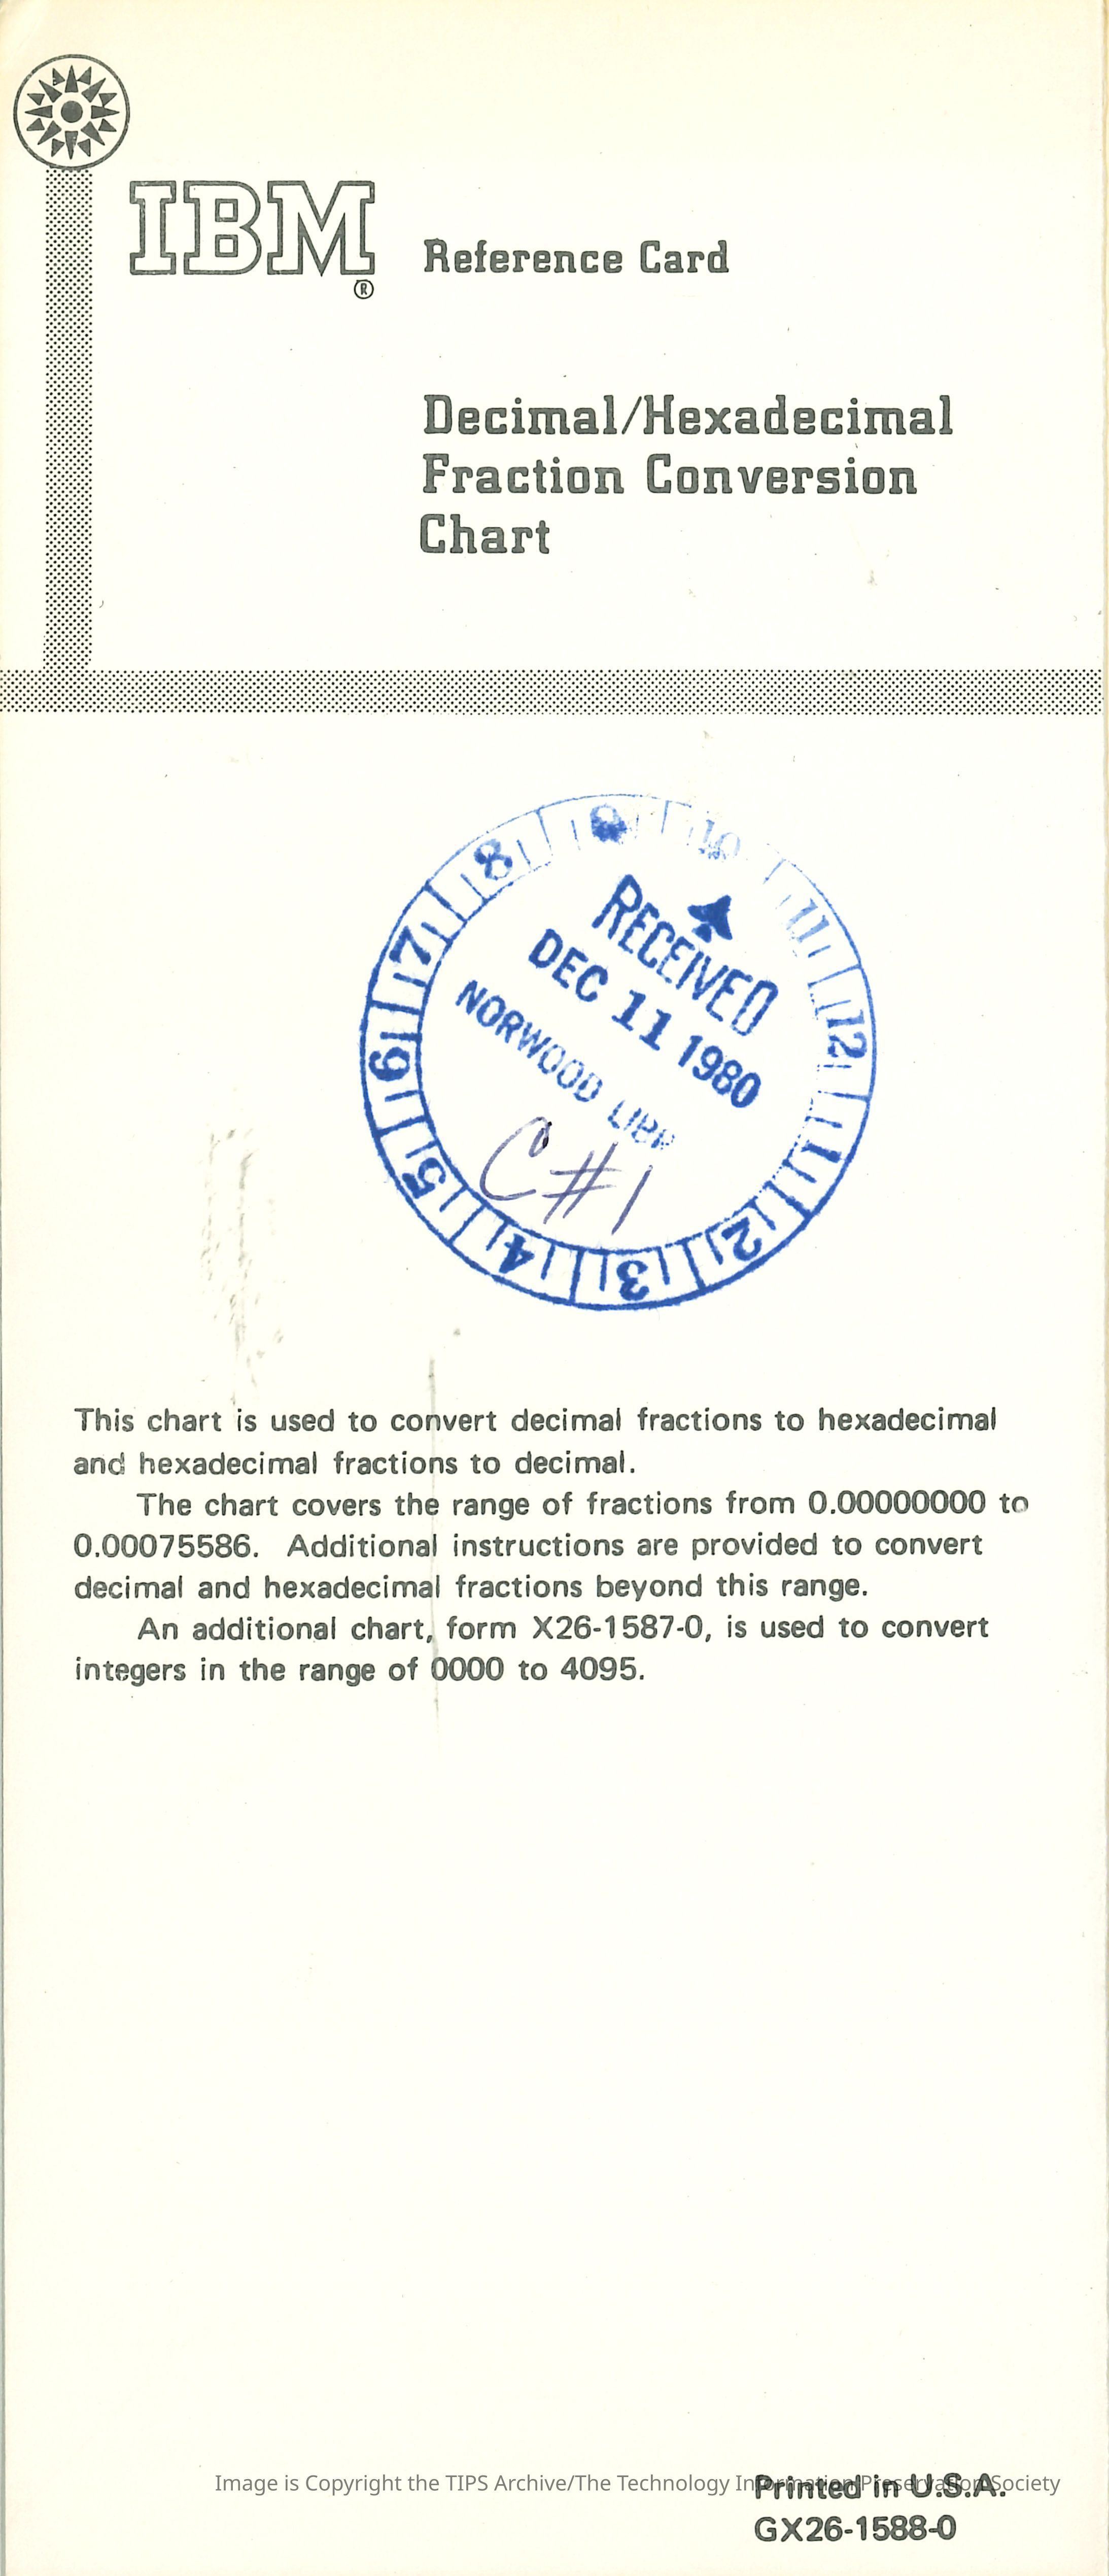 IBM®
Reference Card
Decimal/Hexadecimal
Fraction Conversion
Chart
8
10
11
12
1
2
3
4
5
6
7
RECEIVED
DEC 11 1980
NORWOOD LIBR
C#1
This chart is used to convert decimal fractions to hexadecimal
and hexadecimal fractions to decimal.
The chart covers the range of fractions from 0.00000000 to
0.00075586. Additional instructions are provided to convert
decimal and hexadecimal fractions beyond this range.
An additional chart, form X26-1587-0, is used to convert
integers in the range of 0000 to 4095.
Image is Copyright the TIPS Archive/The Technology Information Preservation Society
Printed in U.S.A.
GX26-1588-0